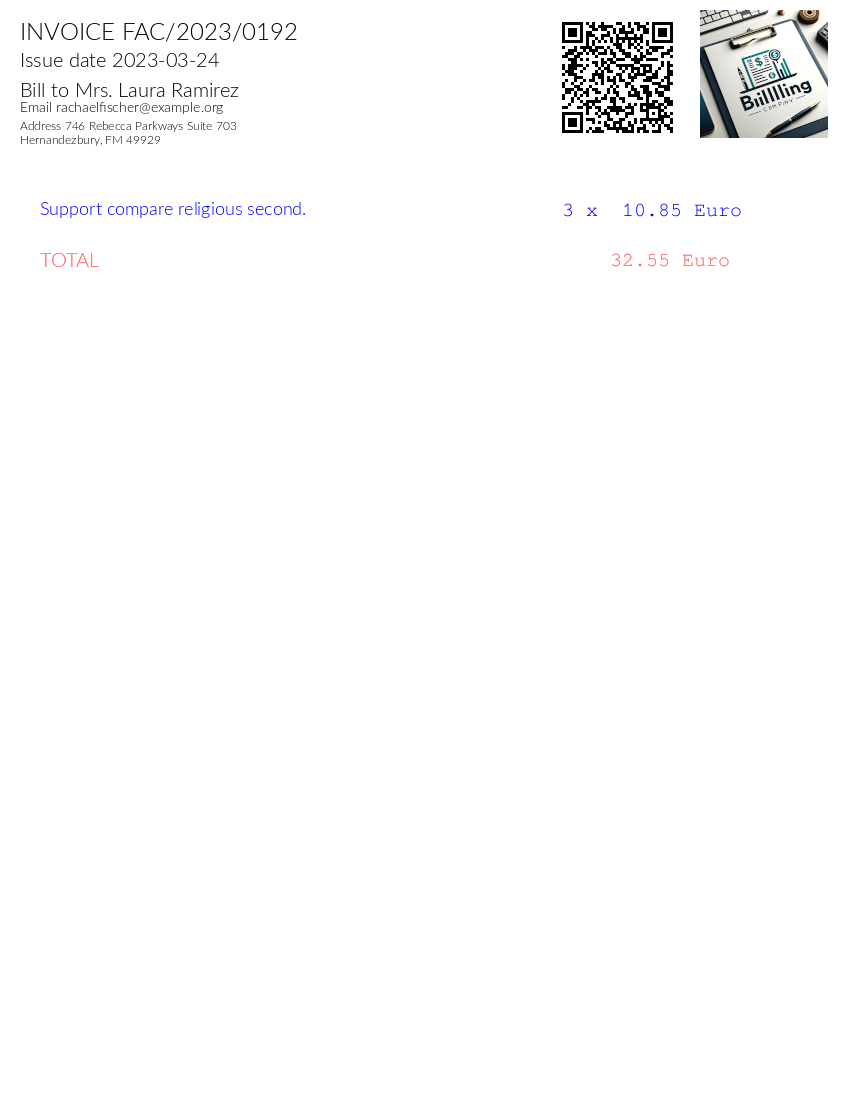 INVOICE FAC/2023/0192
Issue date 2023-03-24
Bill to Mrs. Laura Ramirez
Email rachaelfischer@example.org
Address 746 Rebecca Parkways Suite 703
Hernandezbury, FM 49929
Biillling
COMPANY
Support compare religious second. 3 x 10.85 Euro
TOTAL 32.55 Euro